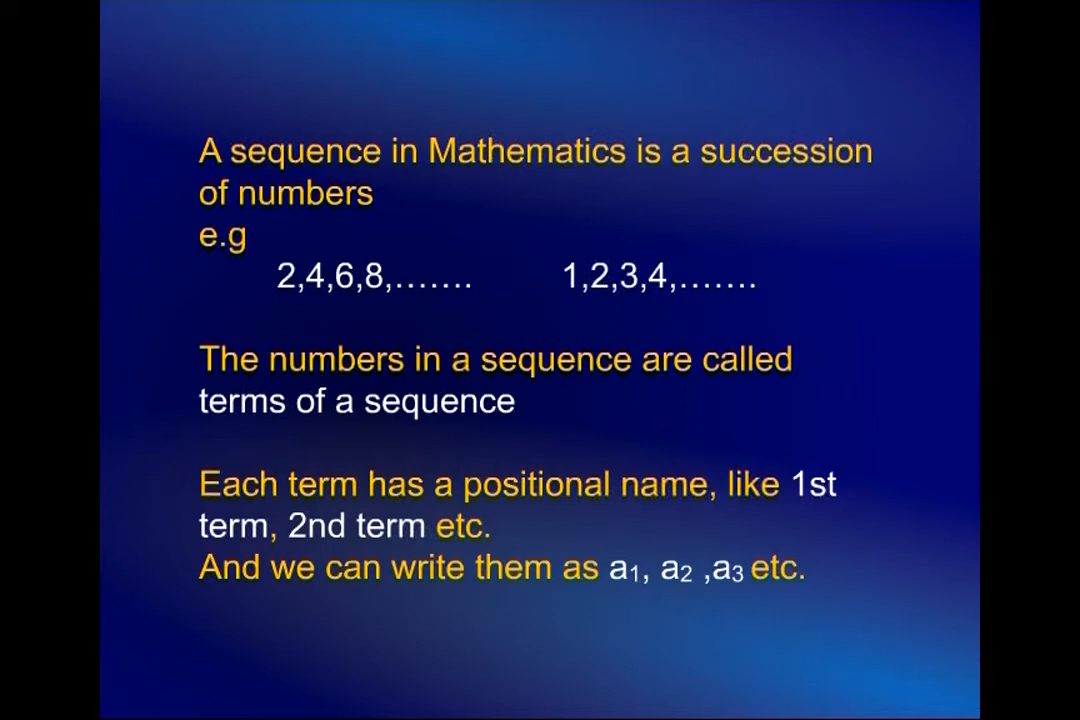 A sequence in Mathematics is a succession
of numbers
e.g
2,4,6,8,....... 1,2,3,4,.......
The numbers in a sequence are called
terms of a sequence
Each term has a positional name, like 1st
term, 2nd term etc.
And we can write them as a₁, a₂ ,a₃ etc.